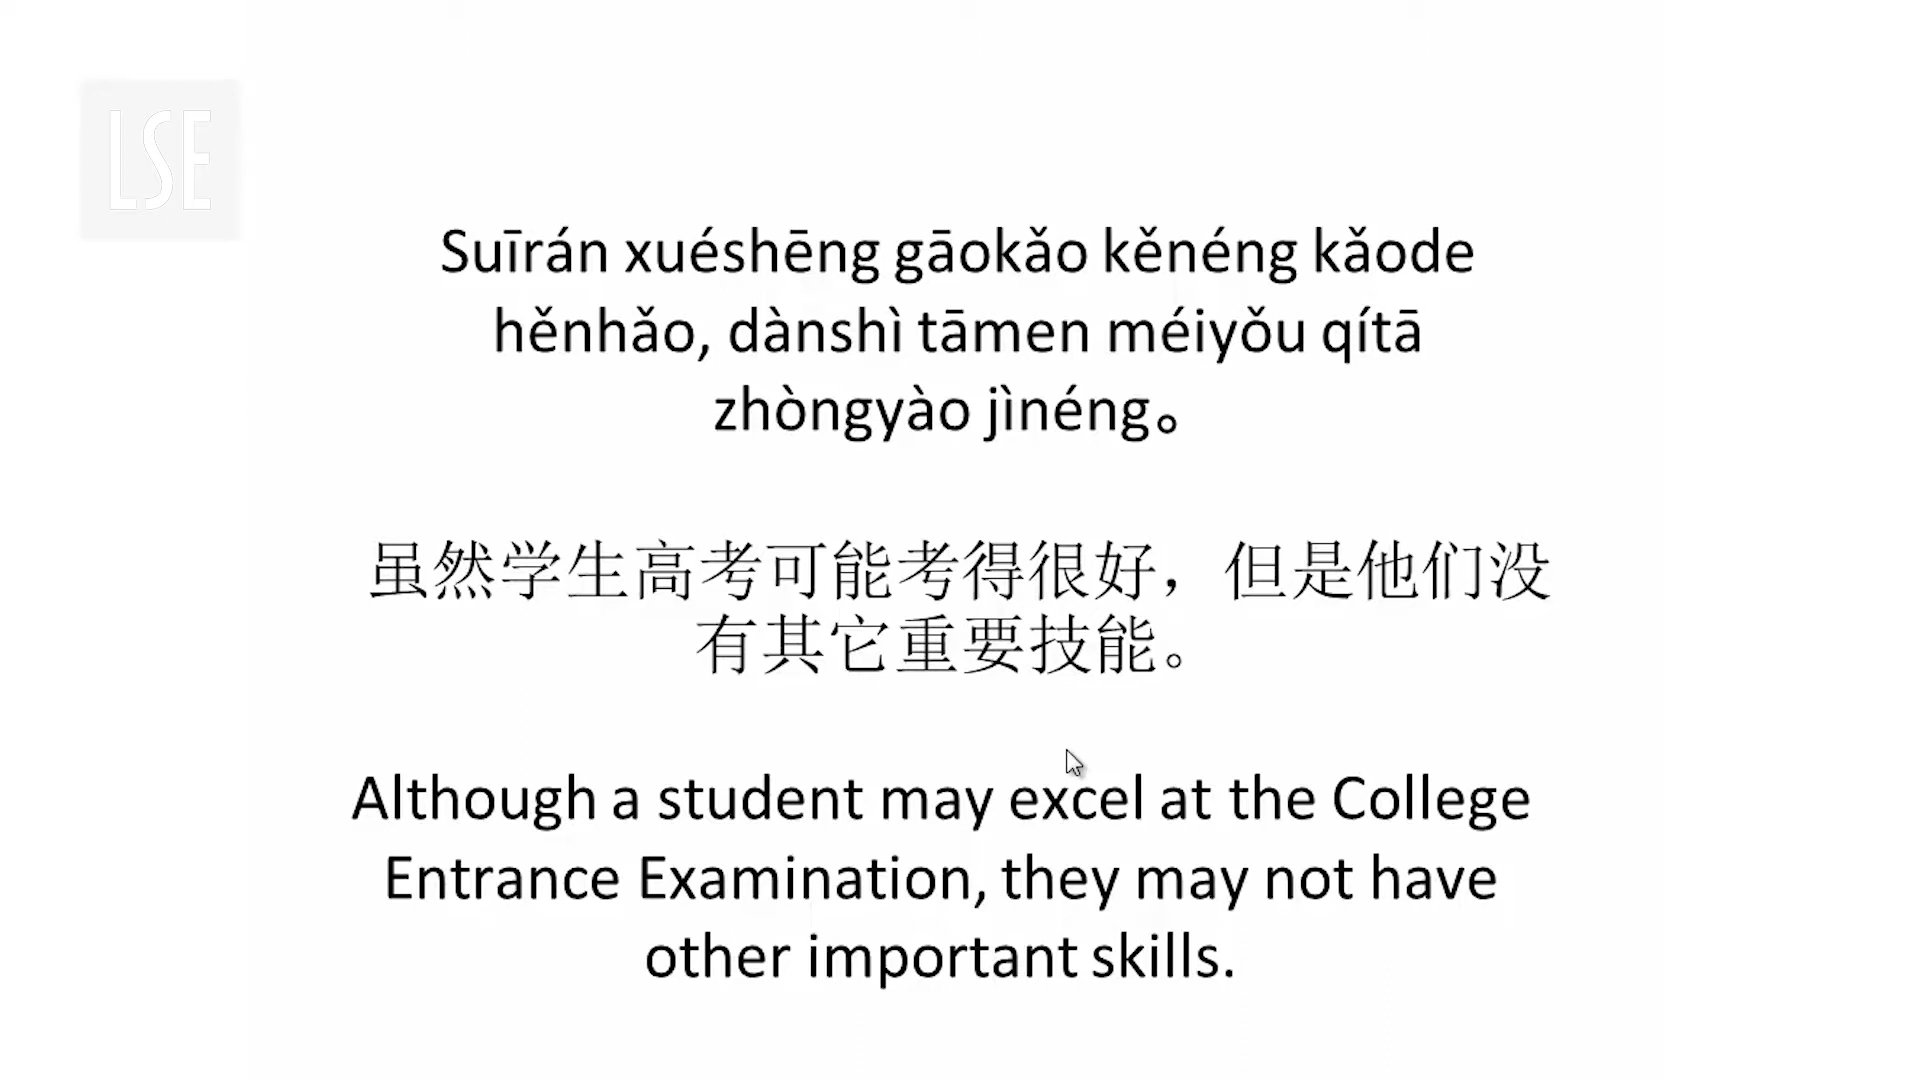 LSE
Suīrán xuéshēng gāokǎo kěnéng kǎode
hěnhǎo, dànshì tāmen méiyǒu qítā
zhòngyào jìnéng。
虽然学生高考可能考得很好，但是他们没
有其它重要技能。
Although a student may excel at the College
Entrance Examination, they may not have
other important skills.